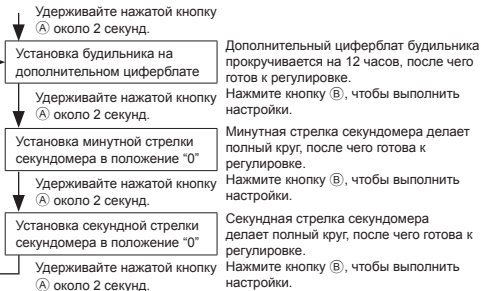 Удерживайте нажатой кнопку
Ⓐ около 2 секунд.
Установка будильника на
дополнительном циферблате
Дополнительный циферблат будильника
прокручивается на 12 часов, после чего
готов к регулировке.
Нажмите кнопку Ⓑ, чтобы выполнить
настройки.
Удерживайте нажатой кнопку
Ⓐ около 2 секунд.
Установка минутной стрелки
секундомера в положение “0”
Минутная стрелка секундомера делает
полный круг, после чего готова к
регулировке.
Нажмите кнопку Ⓑ, чтобы выполнить
настройки.
Удерживайте нажатой кнопку
Ⓐ около 2 секунд.
Установка секундной стрелки
секундомера в положение “0”
Секундная стрелка секундомера
делает полный круг, после чего готова к
регулировке.
Нажмите кнопку Ⓑ, чтобы выполнить
настройки.
Удерживайте нажатой кнопку
Ⓐ около 2 секунд.